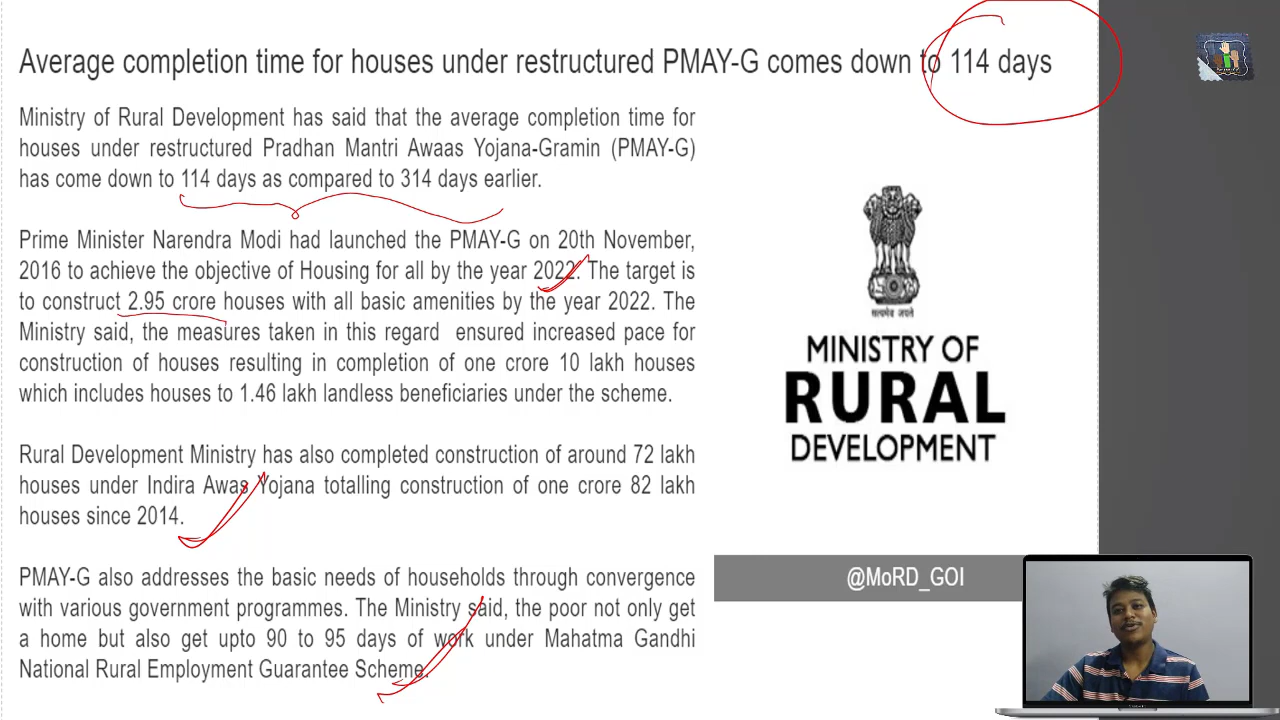 Average completion time for houses under restructured PMAY-G comes down to 114 days
Ministry of Rural Development has said that the average completion time for
houses under restructured Pradhan Mantri Awaas Yojana-Gramin (PMAY-G)
has come down to 114 days as compared to 314 days earlier.
Prime Minister Narendra Modi had launched the PMAY-G on 20th November,
2016 to achieve the objective of Housing for all by the year 2022. The target is
to construct 2.95 crore houses with all basic amenities by the year 2022. The
Ministry said, the measures taken in this regard ensured increased pace for
construction of houses resulting in completion of one crore 10 lakh houses
which includes houses to 1.46 lakh landless beneficiaries under the scheme.
Rural Development Ministry has also completed construction of around 72 lakh
houses under Indira Awas Yojana totalling construction of one crore 82 lakh
houses since 2014.
PMAY-G also addresses the basic needs of households through convergence
with various government programmes. The Ministry said, the poor not only get
a home but also get upto 90 to 95 days of work under Mahatma Gandhi
National Rural Employment Guarantee Scheme.
सत्यमेव जयते
MINISTRY OF
RURAL
DEVELOPMENT
@MoRD_GOI